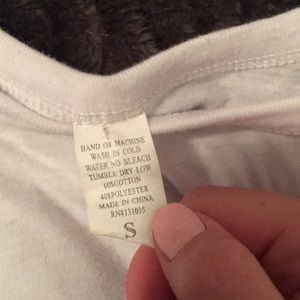 HAND OR MACHINE
WASH IN COLD
WATER NO BLEACH
TUMBLE DRY LOW
60%COTTON
40%POLYESTER
MADE IN CHINA
RN#131035
S